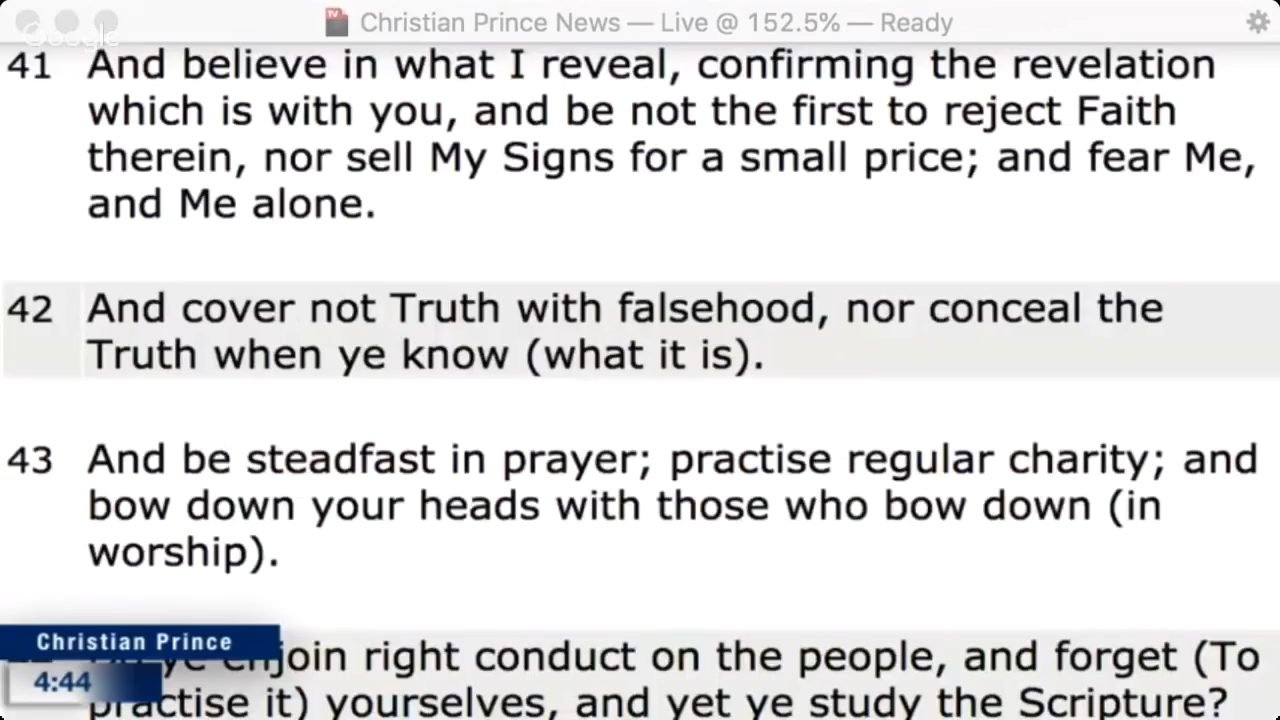 Google
Christian Prince News — Live @ 152.5% — Ready
41 And believe in what I reveal, confirming the revelation
which is with you, and be not the first to reject Faith
therein, nor sell My Signs for a small price; and fear Me,
and Me alone.
42 And cover not Truth with falsehood, nor conceal the
Truth when ye know (what it is).
43 And be steadfast in prayer; practise regular charity; and
bow down your heads with those who bow down (in
worship).
ye enjoin right conduct on the people, and forget (To
practise it) yourselves, and yet ye study the Scripture?
Christian Prince
4:44